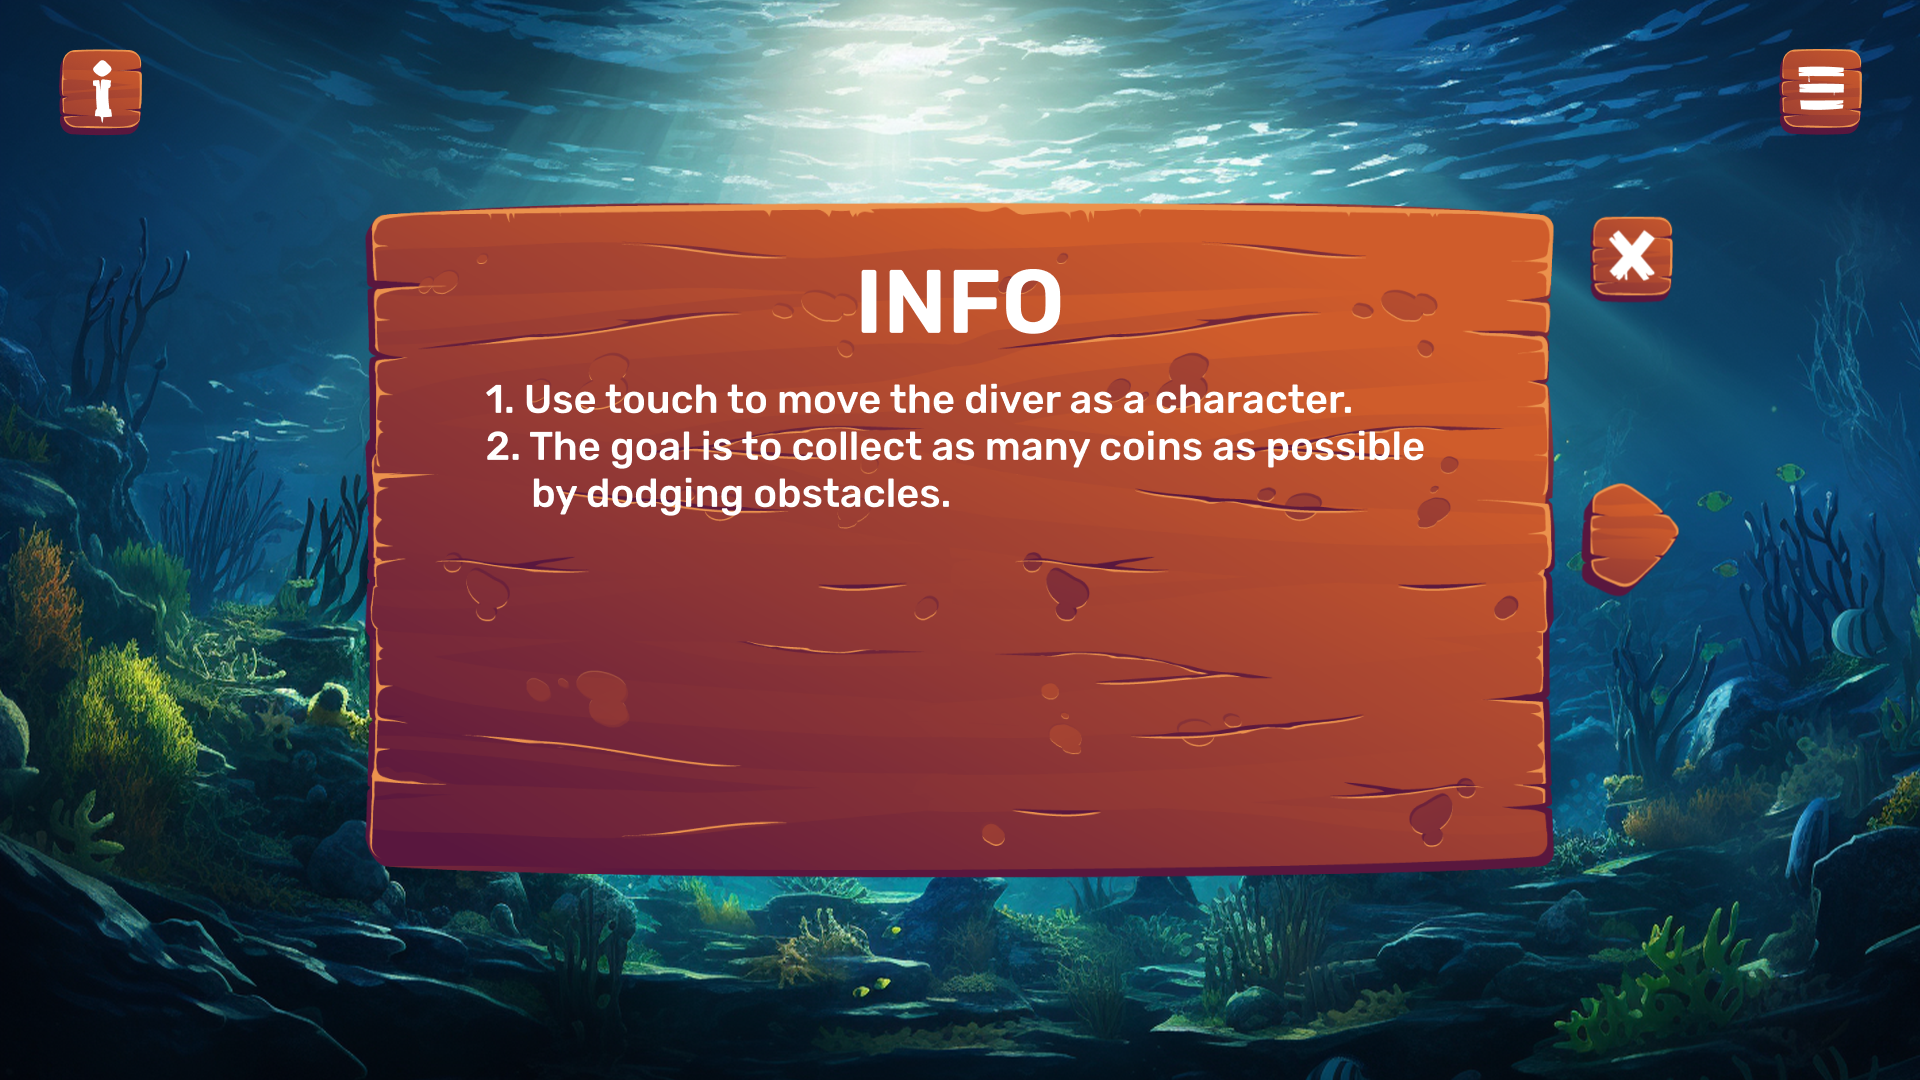 i
INFO
1. Use touch to move the diver as a character.
2. The goal is to collect as many coins as possible
by dodging obstacles.